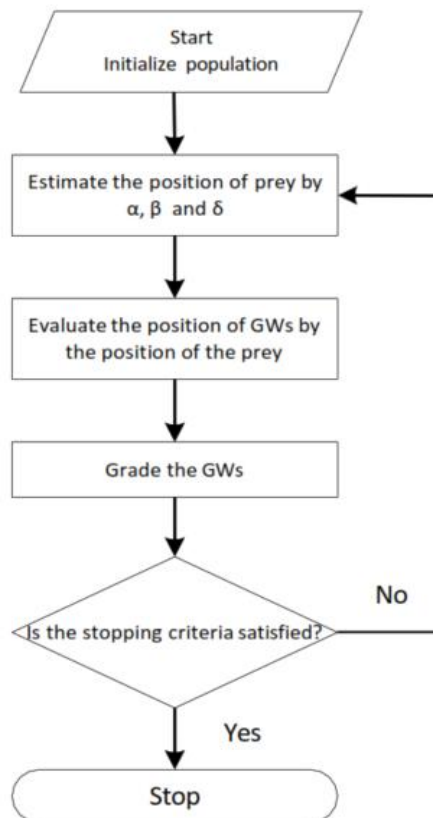 Start
Initialize population
Estimate the position of prey by
α, β and δ
Evaluate the position of GWs by
the position of the prey
Grade the GWs
Is the stopping criteria satisfied?
No
Yes
Stop